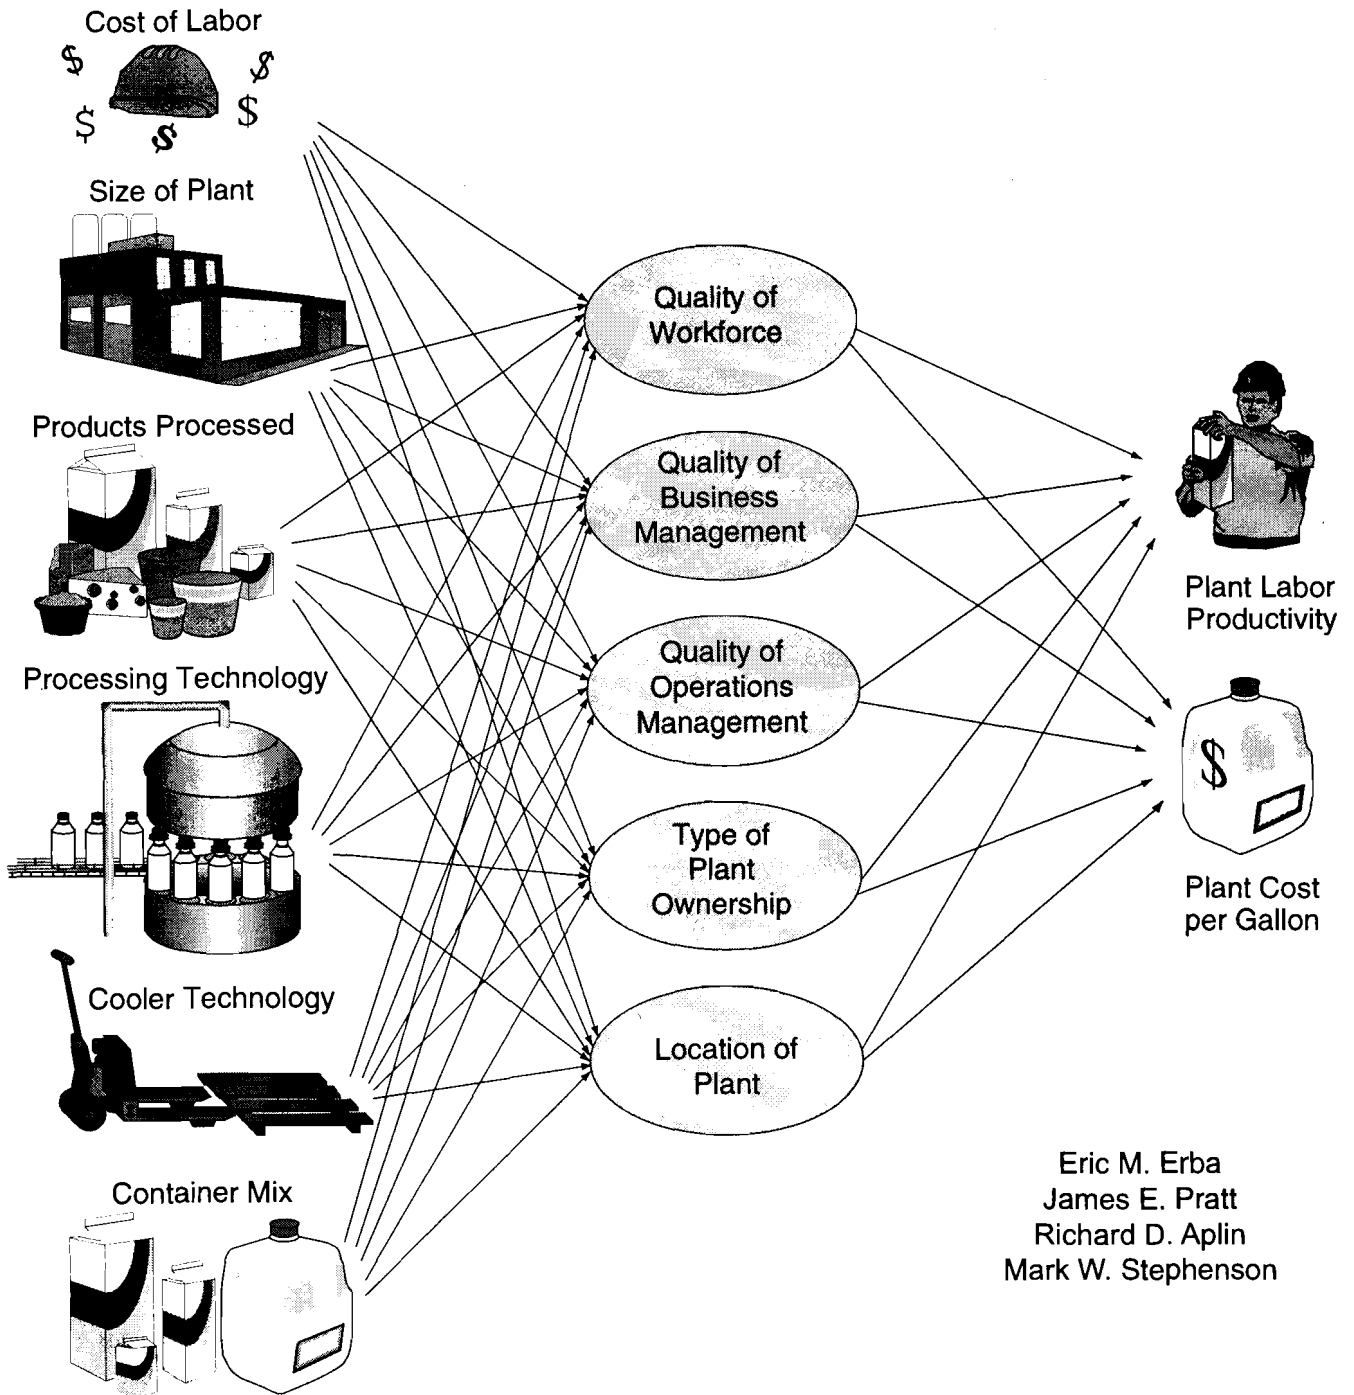 Cost of Labor
$ $
$ $ $
Size of Plant
Products Processed
Processing Technology
Cooler Technology
Container Mix
Quality of
Workforce
Quality of
Business
Management
Quality of
Operations
Management
Type of
Plant
Ownership
Location of
Plant
Plant Labor
Productivity
$
Plant Cost
per Gallon
Eric M. Erba
James E. Pratt
Richard D. Aplin
Mark W. Stephenson